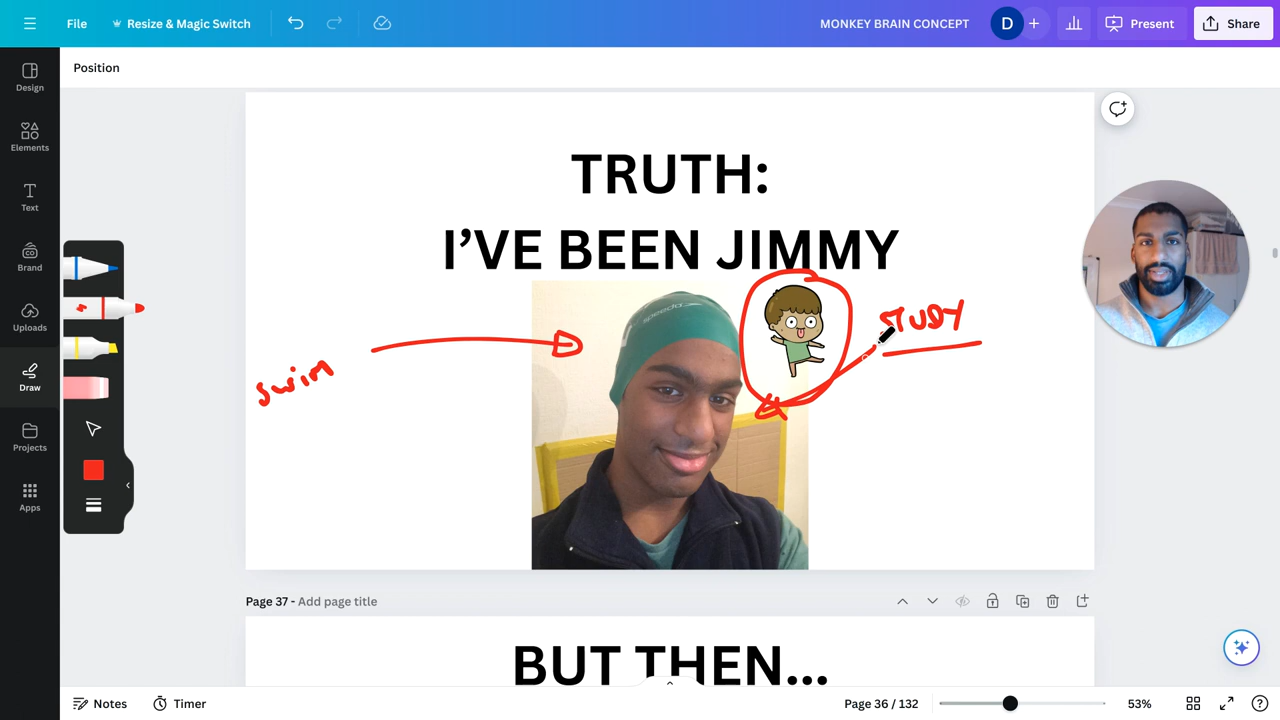 File
Resize & Magic Switch
MONKEY BRAIN CONCEPT
D
Present
Share
Position
Design
Elements
Text
Brand
Uploads
Draw
Projects
Apps
TRUTH:
I’VE BEEN JIMMY
speedo
swim
STUDY
Page 37 - Add page title
BUT THEN...
Notes
Timer
Page 36 / 132
53%